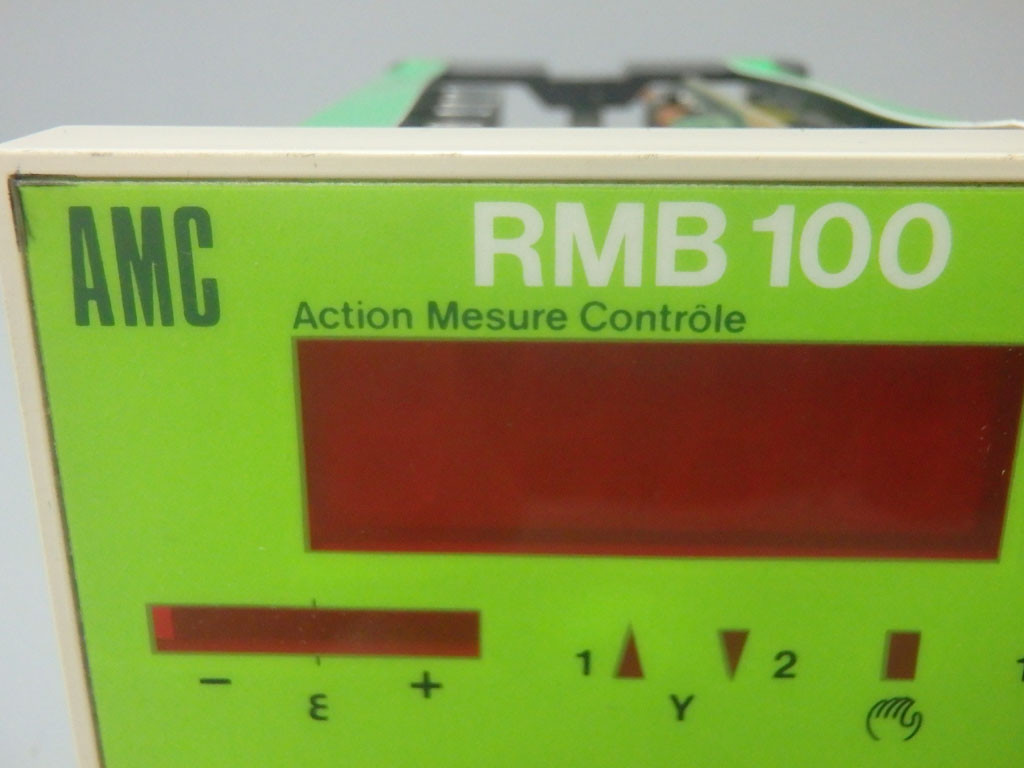 AMC
RMB 100
Action Mesure Contrôle
− +
ε
1 2
Y